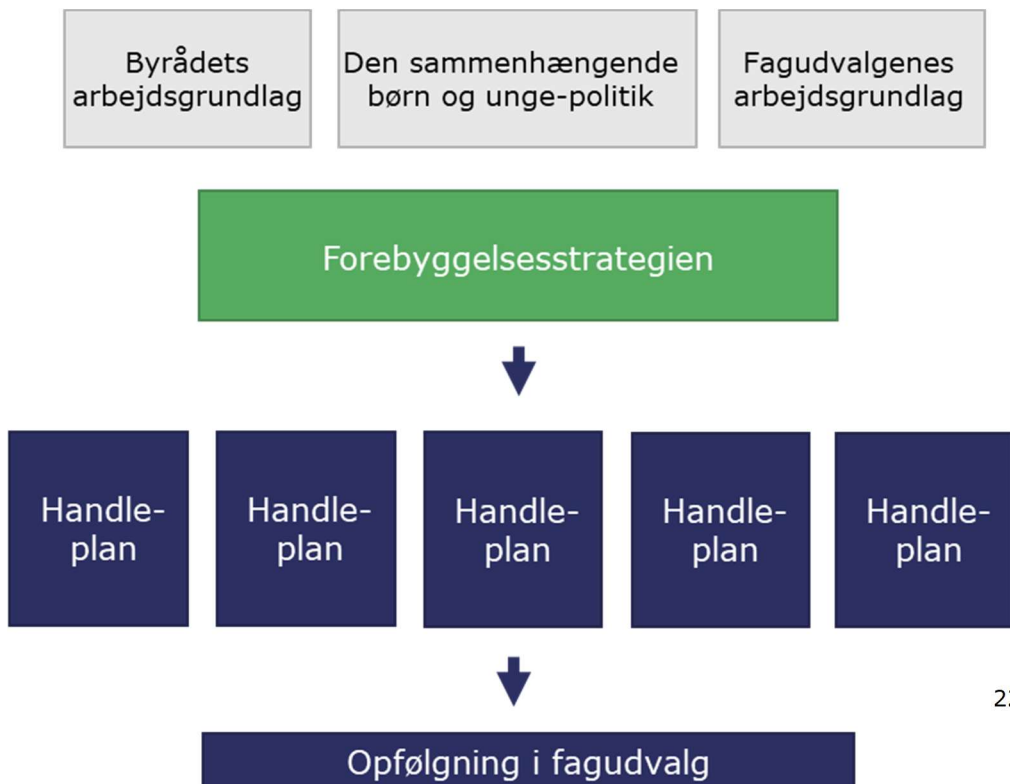 Byrådets
arbejdsgrundlag
Den sammenhængende
børn og unge-politik
Fagudvalgenes
arbejdsgrundlag
Forebyggelsesstrategien
Handle-
plan
Handle-
plan
Handle-
plan
Handle-
plan
Handle-
plan
Opfølgning i fagudvalg